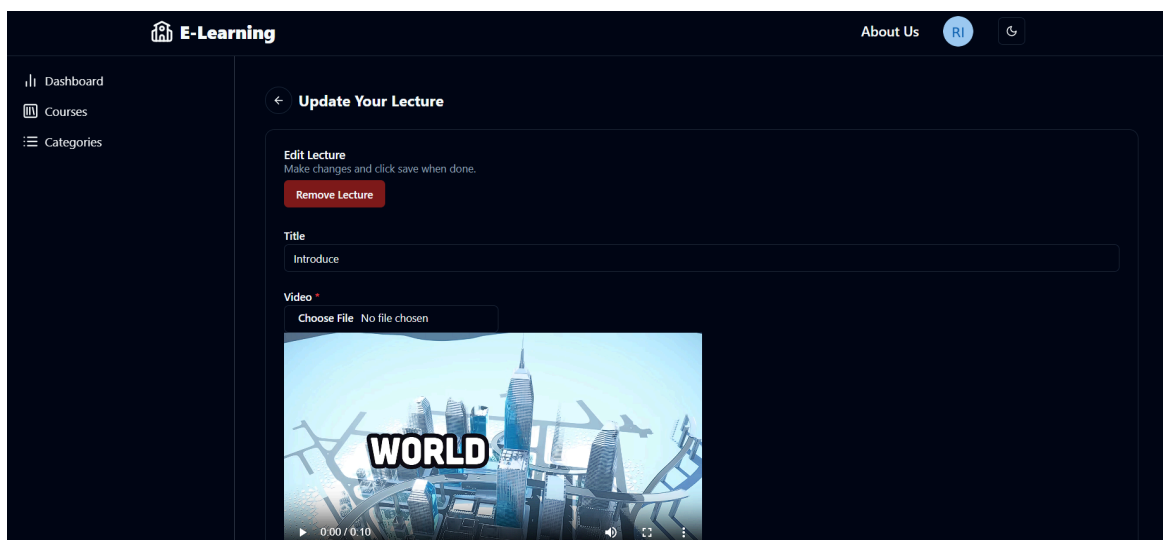 E-Learning
About Us
RI
Dashboard
Courses
Categories
Update Your Lecture
Edit Lecture
Make changes and click save when done.
Remove Lecture
Title
Introduce
Video *
Choose File No file chosen
WORLD
0:00 / 0:10